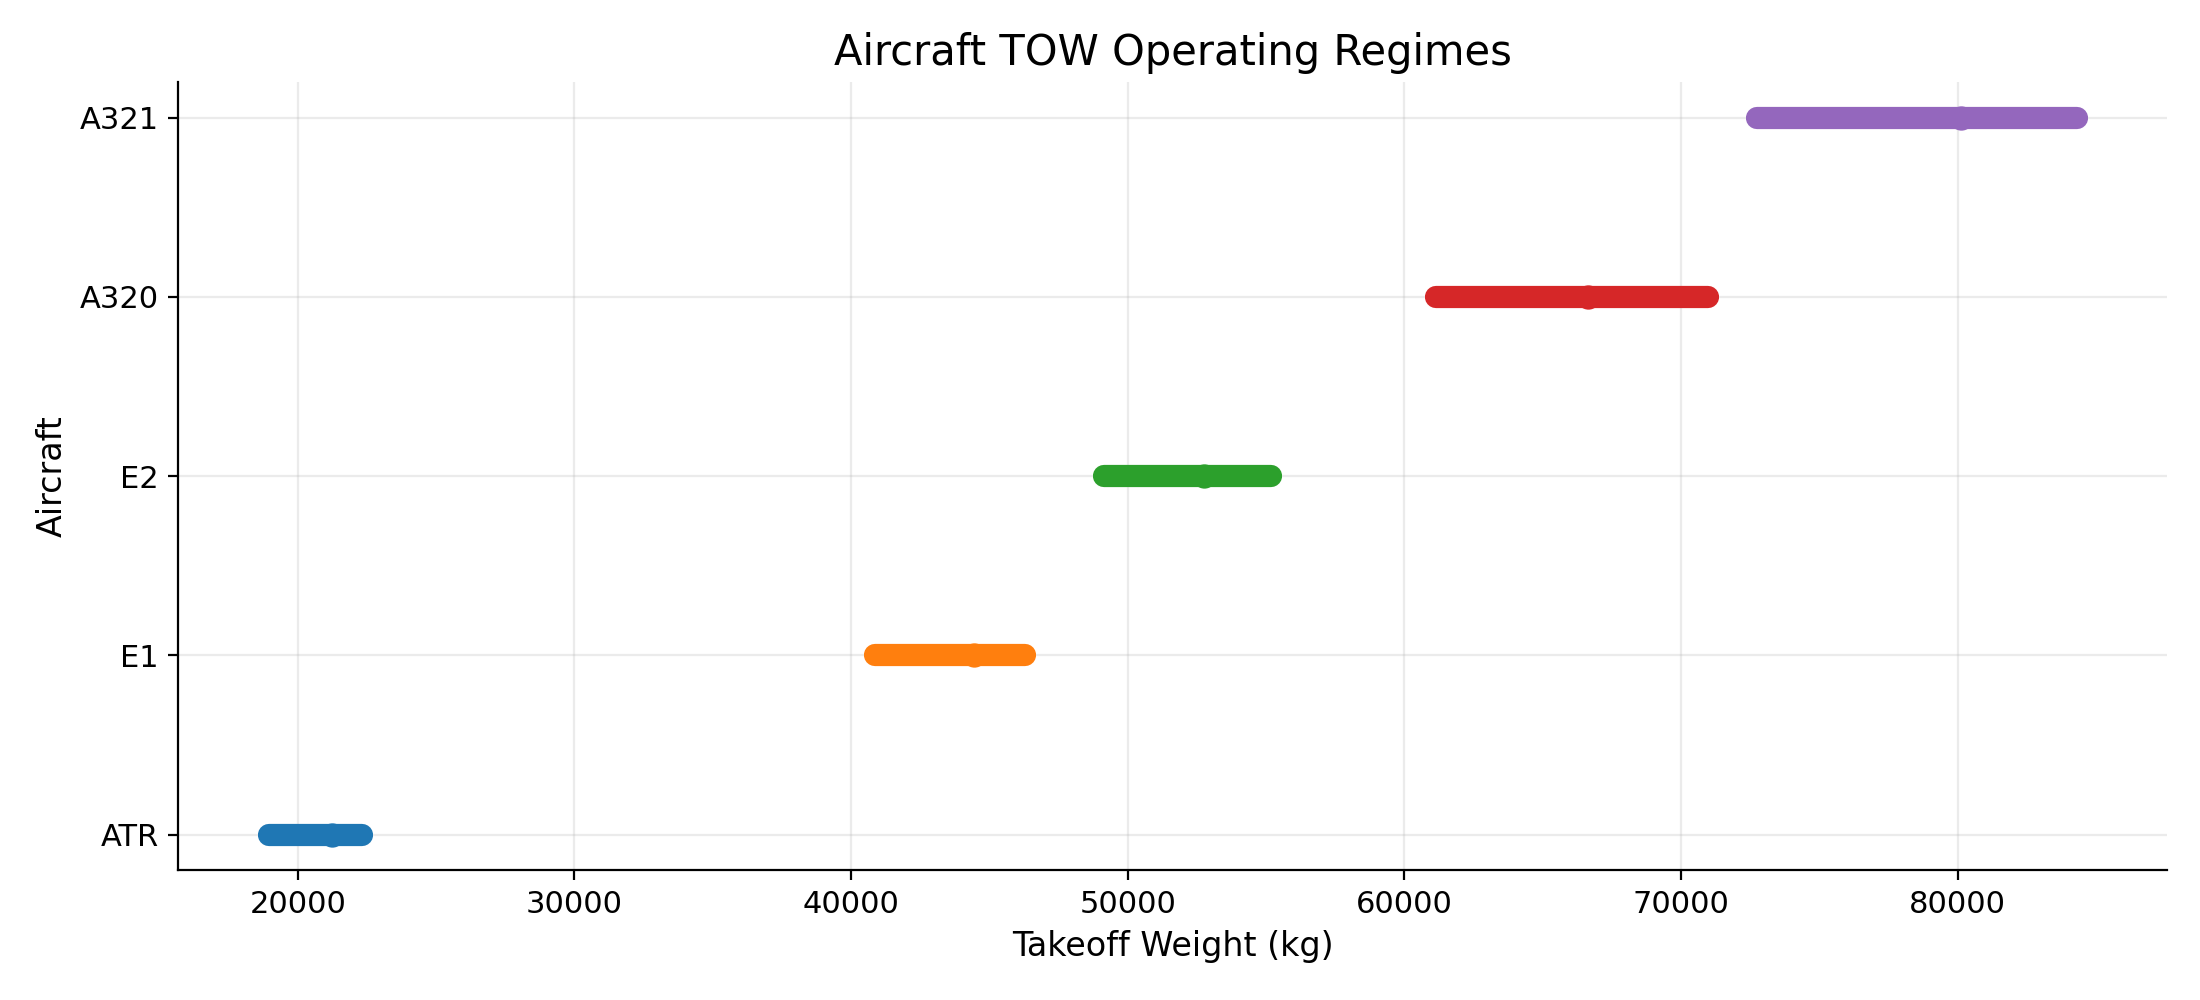 Aircraft TOW Operating Regimes
A321
A320
E2
E1
ATR
Aircraft
20000 30000 40000 50000 60000 70000 80000
Takeoff Weight (kg)